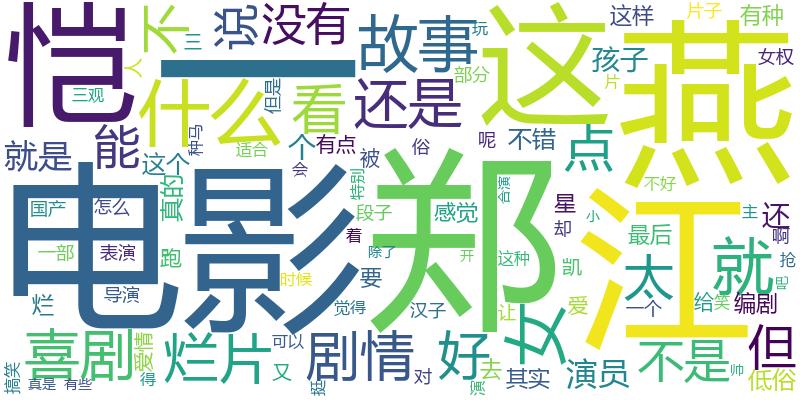 恺
一
不
说
没有
故事
玩
这
燕
这样
片子
有种
孩子
女权
三
人
三观
什么
但是
看
还是
部分
片
就是
能
种马
适合
个
有点
被
俗
呢
不错
点
这个
真的
会
特别
合演
不好
电影
郑
江
国产
怎么
段子
感觉
星
却
小
主
还
啊
一部
表演
跑
着
除了
开
这种
最后
就
抢
烂
导演
时候
要
凯
太
觉得
汉子
让
爱
一个
给
笑
编剧
喜剧
爱情
烂片
可以
剧情
好
女
不是
但
搞笑
真是
有些
得
又
挺
对
去
演
其实
演员
帅
低俗